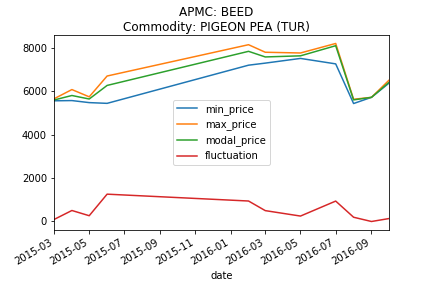 APMC: BEED
Commodity: PIGEON PEA (TUR)
8000
6000
4000
2000
0
min_price
max_price
modal_price
fluctuation
2015-03
2015-05
2015-07
2015-09
2015-11
2016-01
2016-03
2016-05
2016-07
2016-09
date